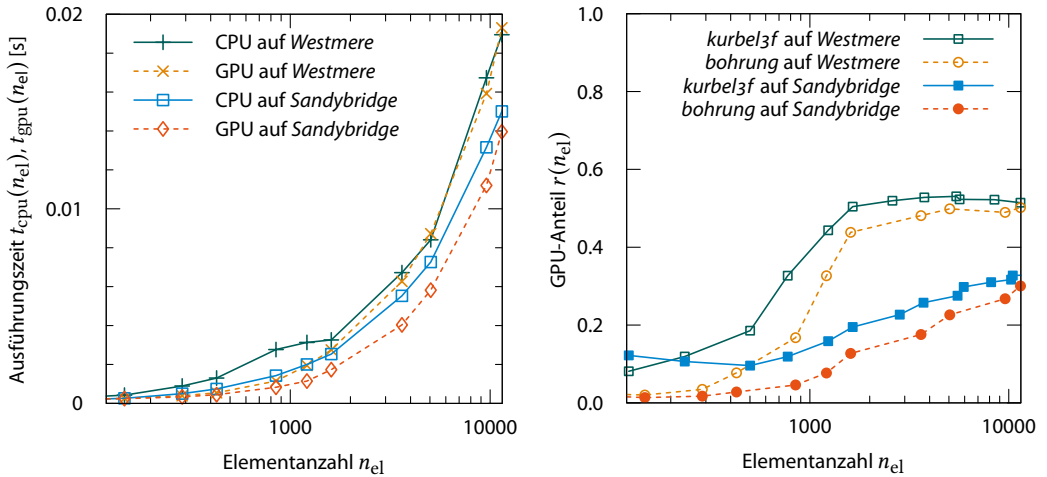 Ausführungszeit t_cpu(n_el), t_gpu(n_el) [s]
0.02
0.01
0
CPU auf Westmere
GPU auf Westmere
CPU auf Sandybridge
GPU auf Sandybridge
1000
10000
Elementanzahl n_el
GPU-Anteil r(n_el)
1.0
0.8
0.6
0.4
0.2
0.0
kurbel3f auf Westmere
bohrung auf Westmere
kurbel3f auf Sandybridge
bohrung auf Sandybridge
1000
10000
Elementanzahl n_el